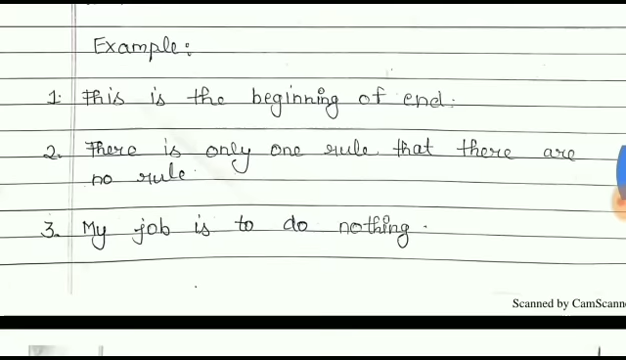 Example:
1. This is the beginning of end.
2. There is only one rule that there are
no rule.
3. My job is to do nothing.
Scanned by CamScann